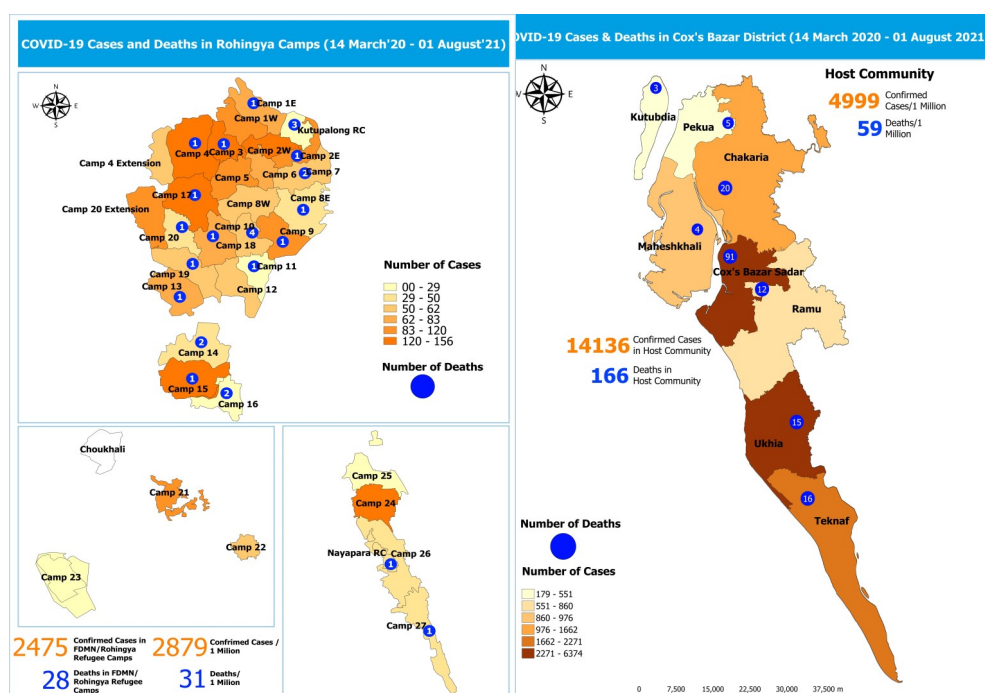 COVID-19 Cases and Deaths in Rohingya Camps (14 March'20 - 01 August'21)
N
W E
S
1 Camp 1E
Camp 1W
3
Kutupalong RC
1
Camp 4
1
Camp 3
Camp 2W
1 Camp 2E
Camp 4 Extension
Camp 5
Camp 6
2
Camp 7
Camp 17 1
Camp 8W
Camp 8E
1
Camp 20 Extension
1
Camp 20
1
Camp 10
4
Camp 18
Camp 9
1
1
Camp 19
1
Camp 11
Camp 13
1
Camp 12
Number of Cases
00 - 29
29 - 50
50 - 62
62 - 83
83 - 120
120 - 156
Number of Deaths
2
Camp 14
1
Camp 15
2
Camp 16
Choukhali
Camp 21
Camp 22
Camp 23
2475 Confirmed Cases in
FDMN/Rohingya
Refugee Camps
2879 Confrimed Cases /
1 Milion
28 Deaths in FDMN/
Rohingya Refugee
Camps
31 Deaths/
1 Milion
Camp 25
Camp 24
Nayapara RC
Camp 26
1
Camp 27
1
OVID-19 Cases & Deaths in Cox's Bazar District (14 March 2020 - 01 August 2021
N
W E
S
Host Community
4999 Confirmed
Cases/1 Million
59 Deaths/1
Million
3
Kutubdia
5
Pekua
Chakaria
20
4
Maheshkhali
91
Cox's Bazar Sadar
12
Ramu
14136 Confirmed Cases
in Host Community
166 Deaths in
Host Community
15
Ukhia
16
Teknaf
Number of Deaths
Number of Cases
179 - 551
551 - 860
860 - 976
976 - 1662
1662 - 2271
2271 - 6374
0 7,500 15,000 22,500 30,000 37,500 m